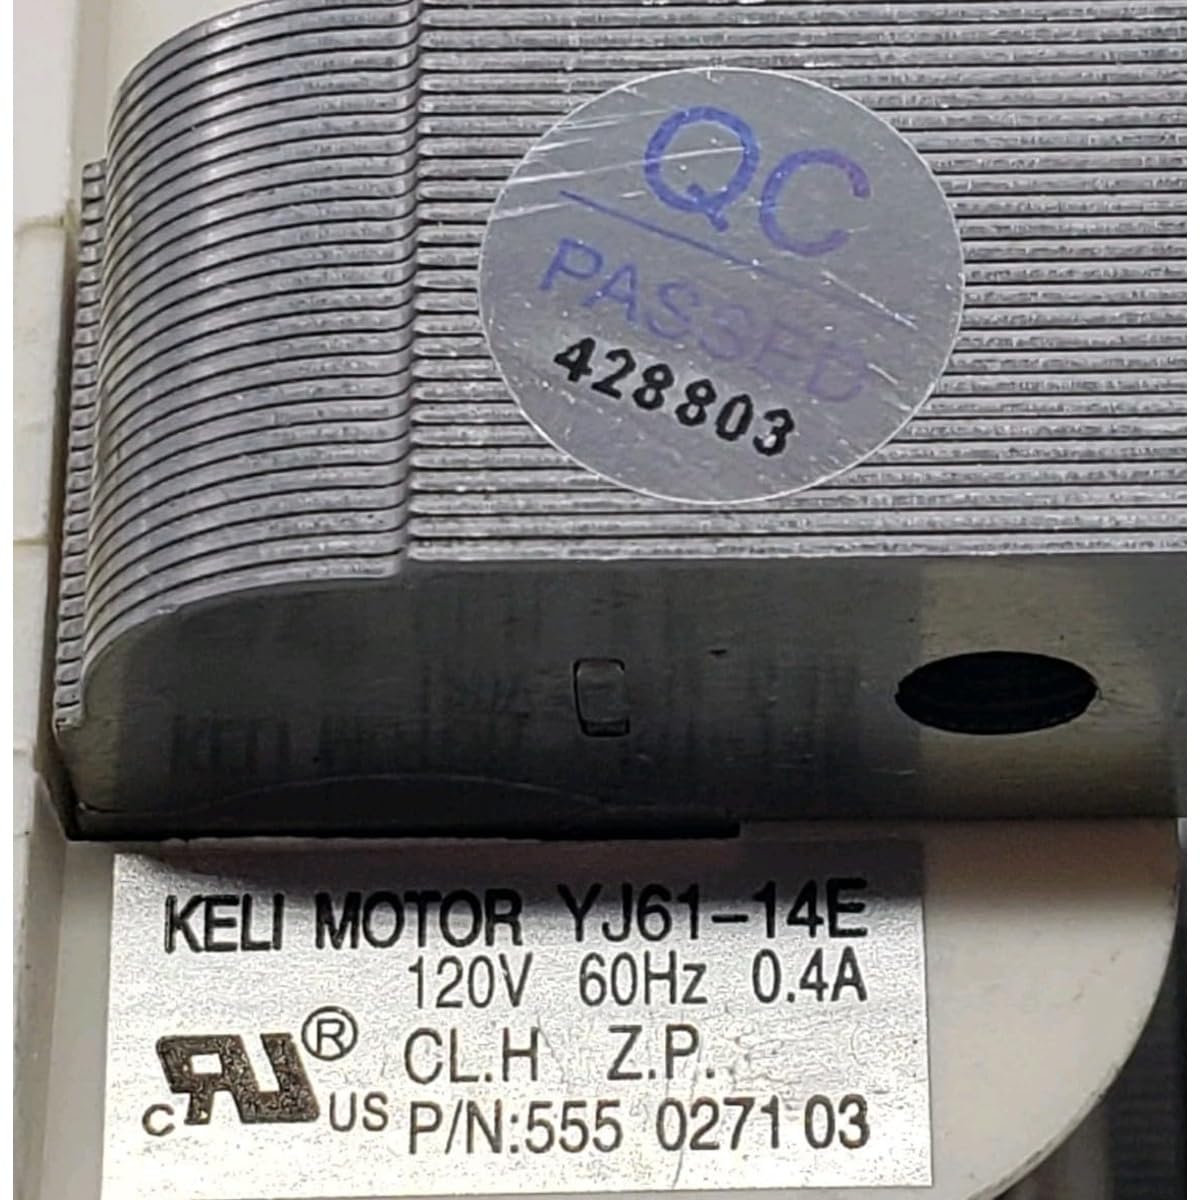 QC
PASSED
428803
KELI MOTOR YJ61-14E
120V 60Hz 0.4A
® CL.H Z.P.
C US P/N:555 0271 03